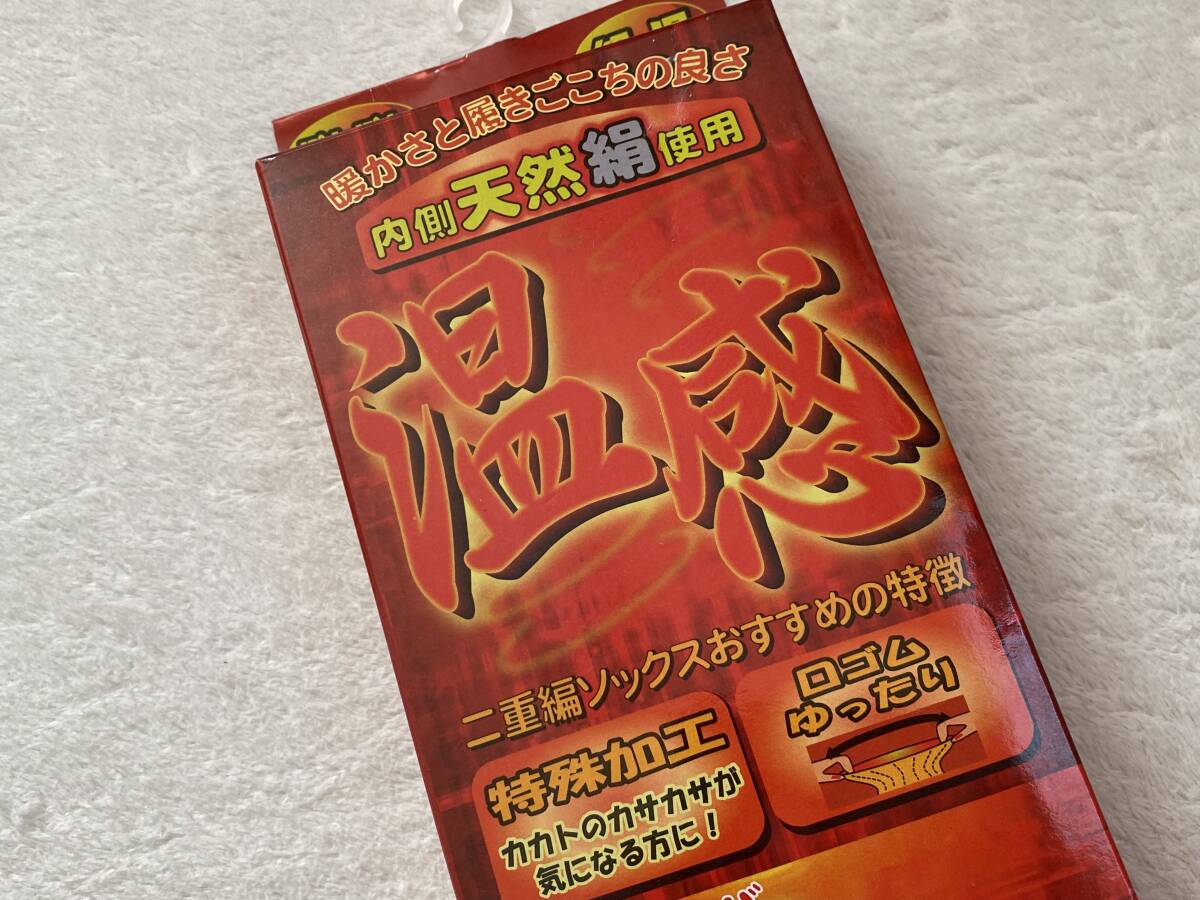 暖かさと履きごこちの良さ
内側天然絹使用
温感
二重編ソックスおすすめの特徴
特殊加工
カカトのカサカサが
気になる方に!
口ゴム
ゆったり